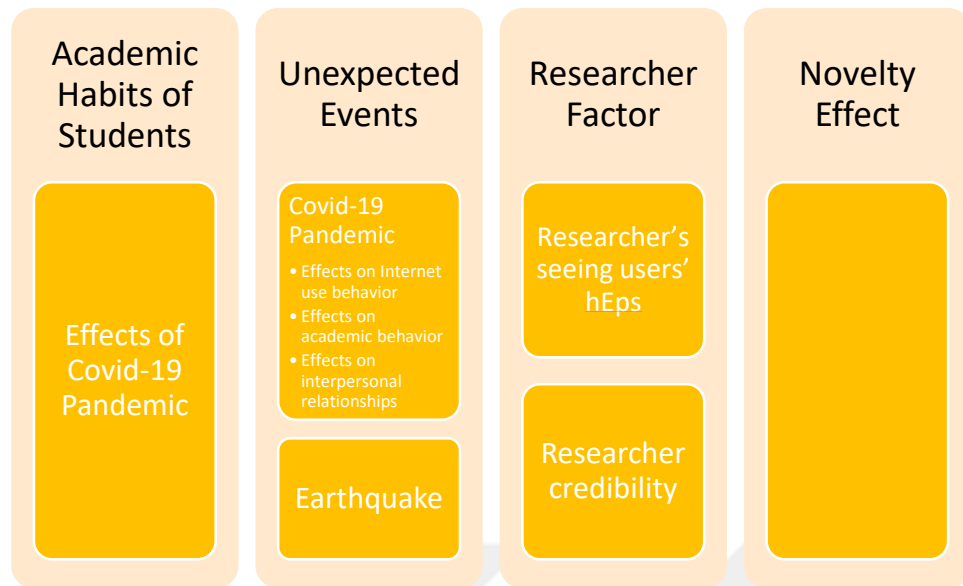 Academic
Habits of
Students
Effects of
Covid-19
Pandemic
Unexpected
Events
Covid-19
Pandemic
• Effects on Internet
use behavior
• Effects on
academic behavior
• Effects on
interpersonal
relationships
Earthquake
Researcher
Factor
Researcher's
seeing users'
hEps
Researcher
credibility
Novelty
Effect